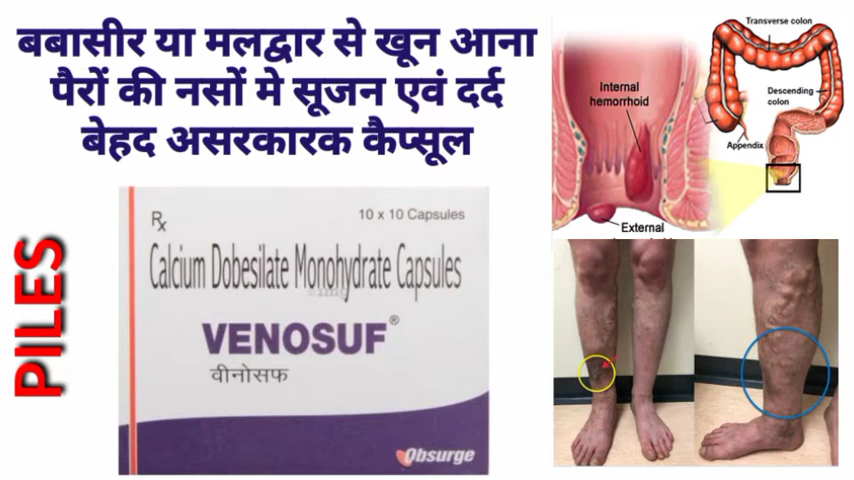 बबासीर या मलद्वार से खून आना
पैरों की नसों मे सूजन एवं दर्द
बेहद असरकारक कैप्सूल
PILES
Rx
10 x 10 Capsules
Calcium Dobesilate Monohydrate Capsules
VENOSUF®
वीनोसफ
Obsurge
Internal
hemorrhoid
External
Transverse colon
Descending
colon
Appendix